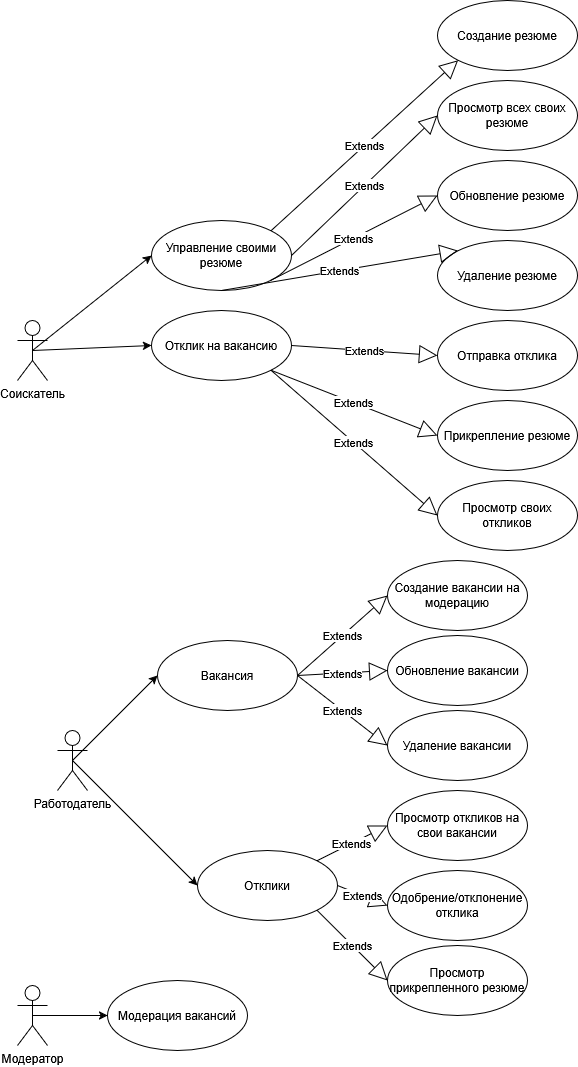 Создание резюме
Extends
Просмотр всех своих
резюме
Extends
Обновление резюме
Extends
Управление своими
резюме
Extends
Удаление резюме
Соискатель
Отклик на вакансию
Extends
Отправка отклика
Extends
Прикрепление резюме
Extends
Просмотр своих
откликов
Создание вакансии на
модерацию
Extends
Вакансия
Extends
Обновление вакансии
Extends
Удаление вакансии
Работодатель
Просмотр откликов на
свои вакансии
Extends
Отклики
Extends
Одобрение/отклонение
отклика
Extends
Просмотр
прикрепленного резюме
Модерация вакансий
Модератор